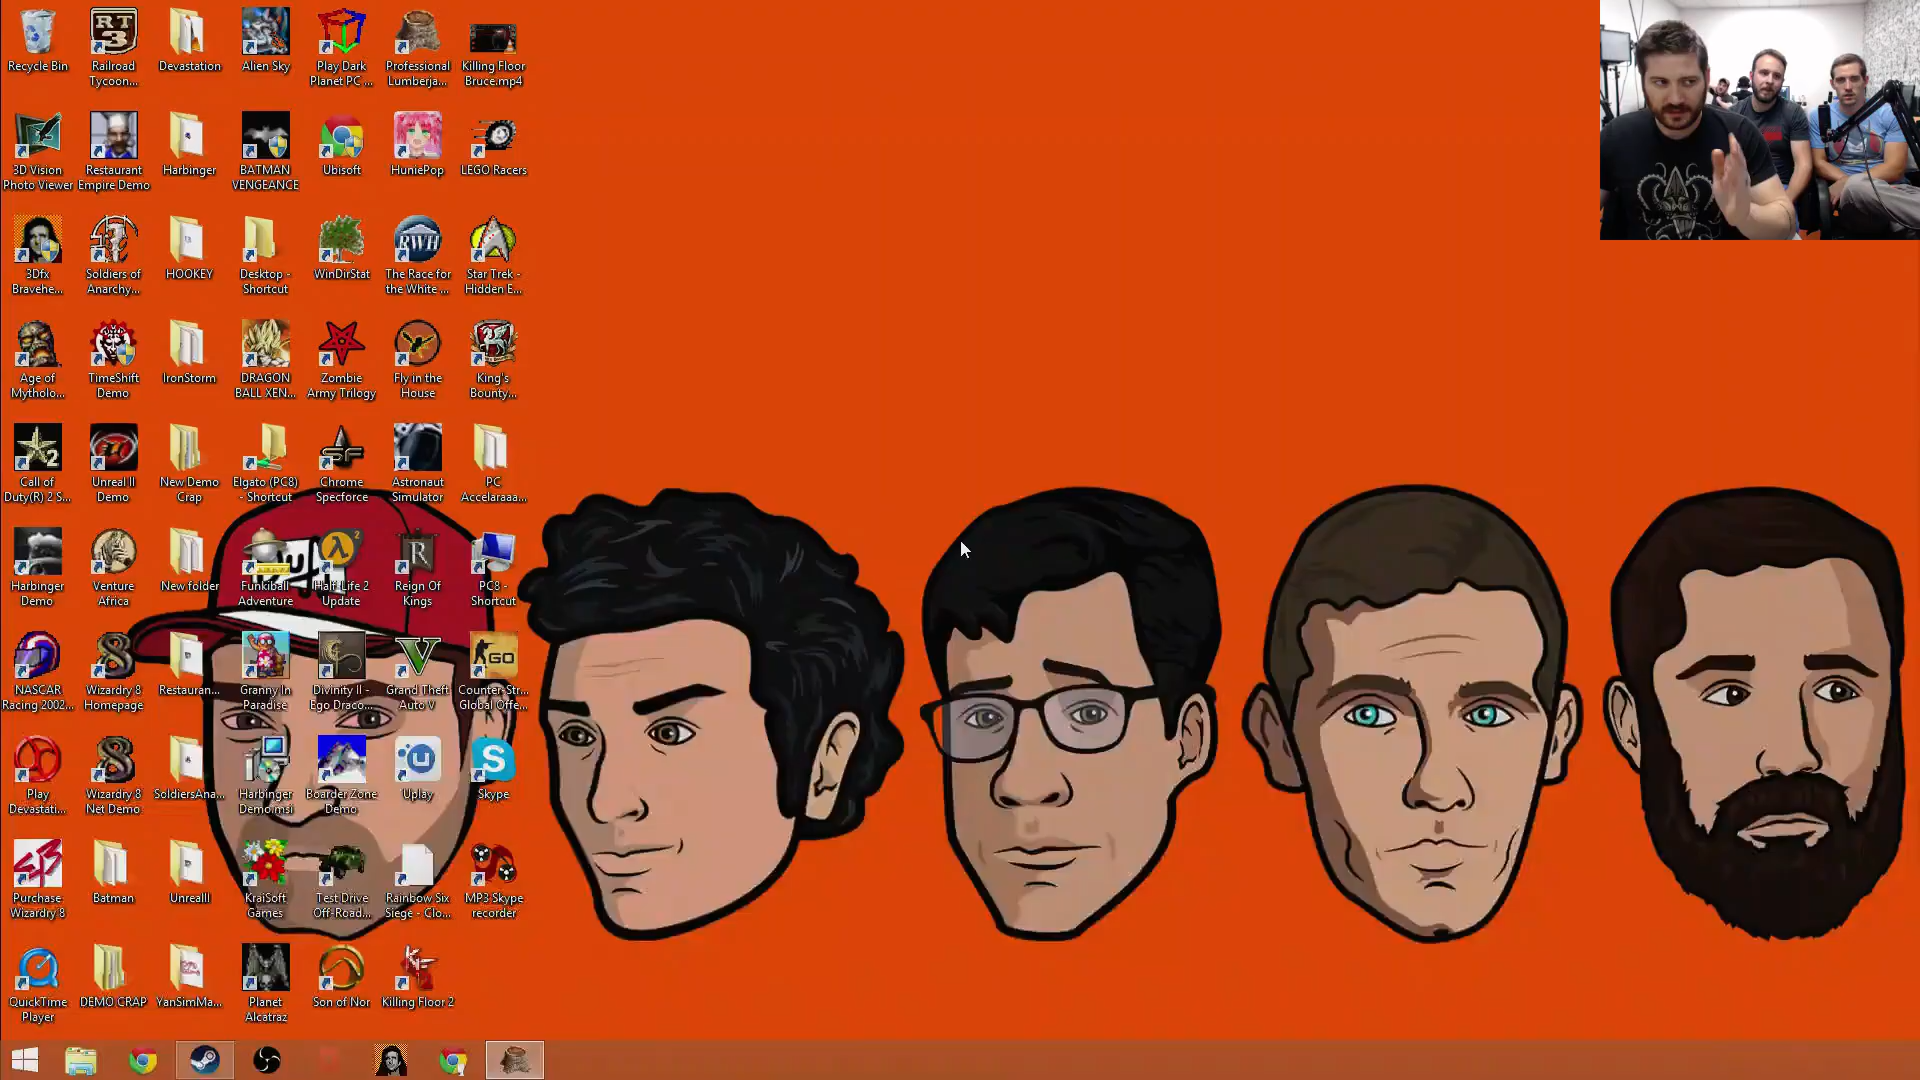 Recycle Bin
Railroad
Tycoon...
Devastation
Alien Sky
Play Dark
Planet PC ...
Professional
Lumberja...
Killing Floor
Bruce.mp4
3D Vision
Photo Viewer
Restaurant
Empire Demo
Harbinger
BATMAN
VENGEANCE
Ubisoft
HuniePop
LEGO Racers
3Dfx
Bravehe...
Soldiers of
Anarchy...
HOOKEY
Desktop -
Shortcut
WinDirStat
The Race for
the White ...
Star Trek -
Hidden E...
Age of
Mytholo...
TimeShift
Demo
IronStorm
DRAGON
BALL XEN...
Zombie
Army Trilogy
Fly in the
House
King's
Bounty...
Call of
Duty(R) 2 S...
Unreal II
Demo
New Demo
Crap
Elgato (PC8)
- Shortcut
Chrome
Specforce
Astronaut
Simulator
PC
Accelaraaa...
Harbinger
Demo
Venture
Africa
New folder
Funkiball
Adventure
Half-Life 2
Update
Reign Of
Kings
PC8 -
Shortcut
NASCAR
Racing 2002...
Wizardry 8
Homepage
Restauran...
Granny In
Paradise
Divinity II -
Ego Draco...
Grand Theft
Auto V
Counter-Str...
Global Offe...
Play
Devastati...
Wizardry 8
Net Demo
SoldiersAna...
Harbinger
Demo.msi
Boarder Zone
Demo
Uplay
Skype
Purchase
Wizardry 8
Batman
UnrealII
KraiSoft
Games
Test Drive
Off-Road...
Rainbow Six
Siege - Clo...
MP3 Skype
recorder
QuickTime
Player
DEMO CRAP
YanSimMa...
Planet
Alcatraz
Son of Nor
Killing Floor 2